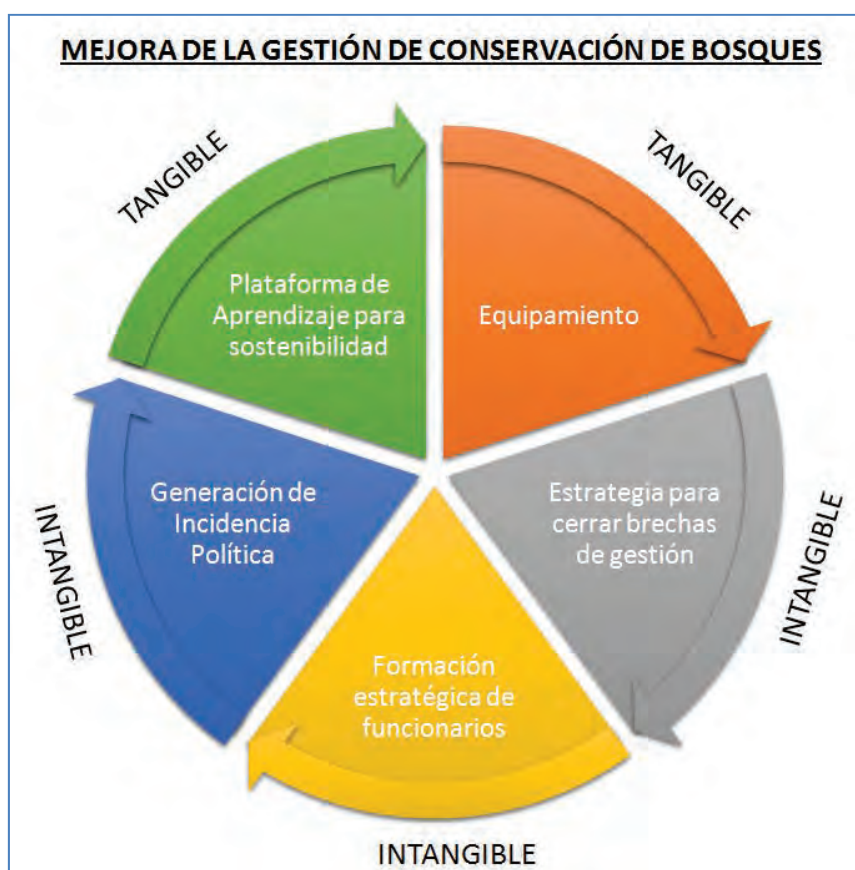 MEJORA DE LA GESTIÓN DE CONSERVACIÓN DE BOSQUES
TANGIBLE
Equipamiento
INTANGIBLE
Estrategia para
cerrar brechas
de gestión
INTANGIBLE
Formación
estratégica de
funcionarios
INTANGIBLE
Generación de
Incidencia
Política
TANGIBLE
Plataforma de
Aprendizaje para
sostenibilidad